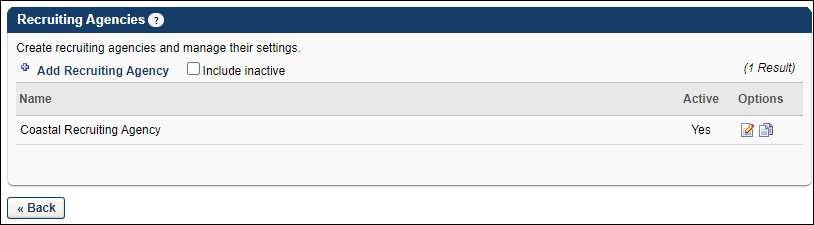 Recruiting Agencies ?
Create recruiting agencies and manage their settings.
Add Recruiting Agency Include inactive (1 Result)
Name Active Options
Coastal Recruiting Agency Yes
« Back